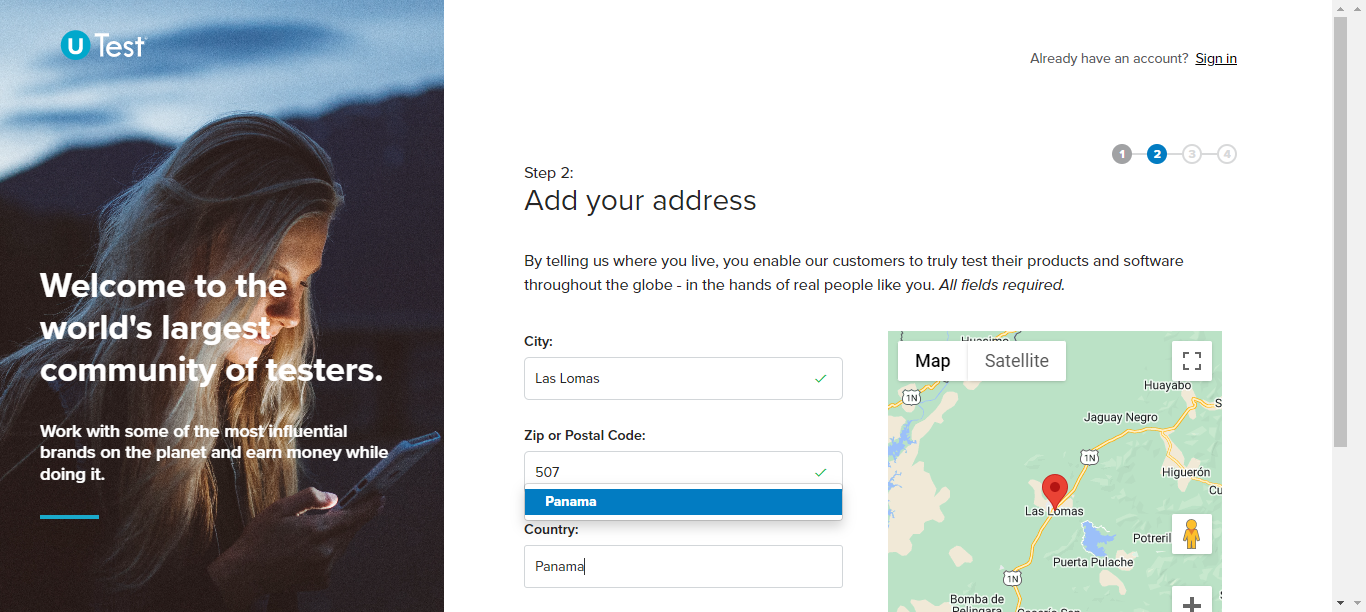 U Test
Already have an account? Sign in
1 2 3 4
Step 2:
Add your address
Welcome to the
world's largest
community of testers.
Work with some of the most influential
brands on the planet and earn money while
doing it.
By telling us where you live, you enable our customers to truly test their products and software
throughout the globe - in the hands of real people like you. All fields required.
City:
Las Lomas
Zip or Postal Code:
507
Panama
Country:
Panama
Map Satellite
Huayabo
1N
Jaguay Negro
1N
Higuerón
Las Lomas
Potreril
Puerta Pulache
1N
Bomba de